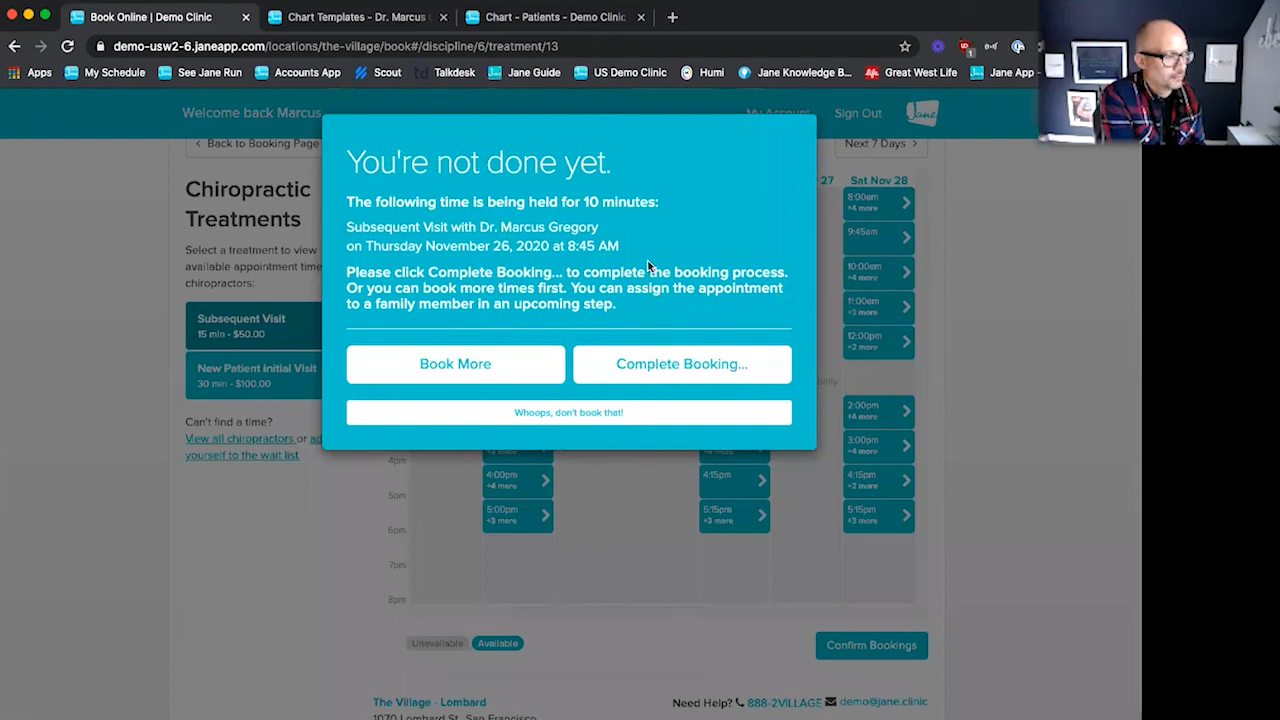 Book Online | Demo Clinic
Chart Templates - Dr. Marcus
Chart - Patients - Demo Clinic
demo-usw2-6.janeapp.com/locations/the-village/book#/discipline/6/treatment/13
Apps
My Schedule
See Jane Run
Accounts App
Scout
td Talkdesk
Jane Guide
US Demo Clinic
Humi
Jane Knowledge B...
Great West Life
Jane App -
Welcome back Marcus
My Account
Sign Out
Jane
Back to Booking Page
Next 7 Days
Chiropractic
Treatments
Select a treatment to view
available appointment time
chiropractors:
Subsequent Visit
15 min - $50.00
New Patient Initial Visit
30 min - $100.00
Can't find a time?
View all chiropractors or ad
yourself to the wait list.
You're not done yet.
The following time is being held for 10 minutes:
Subsequent Visit with Dr. Marcus Gregory
on Thursday November 26, 2020 at 8:45 AM
Please click Complete Booking... to complete the booking process.
Or you can book more times first. You can assign the appointment
to a family member in an upcoming step.
Book More
Complete Booking...
Whoops, don't book that!
27
Sat Nov 28
8:00am
+4 more
9:45am
10:00am
+4 more
11:00am
+3 more
12:00pm
+2 more
bility
2:00pm
+4 more
3:00pm
+4 more
4:15pm
+2 more
5:15pm
+3 more
4pm
5pm
6pm
7pm
8pm
4:00pm
+4 more
5:00pm
+3 more
4:15pm
5:15pm
+3 more
Unavailable
Available
Confirm Bookings
The Village - Lombard
1070 Lombard St, San Francisco
Need Help? 888-2VILLAGE demo@jane.clinic